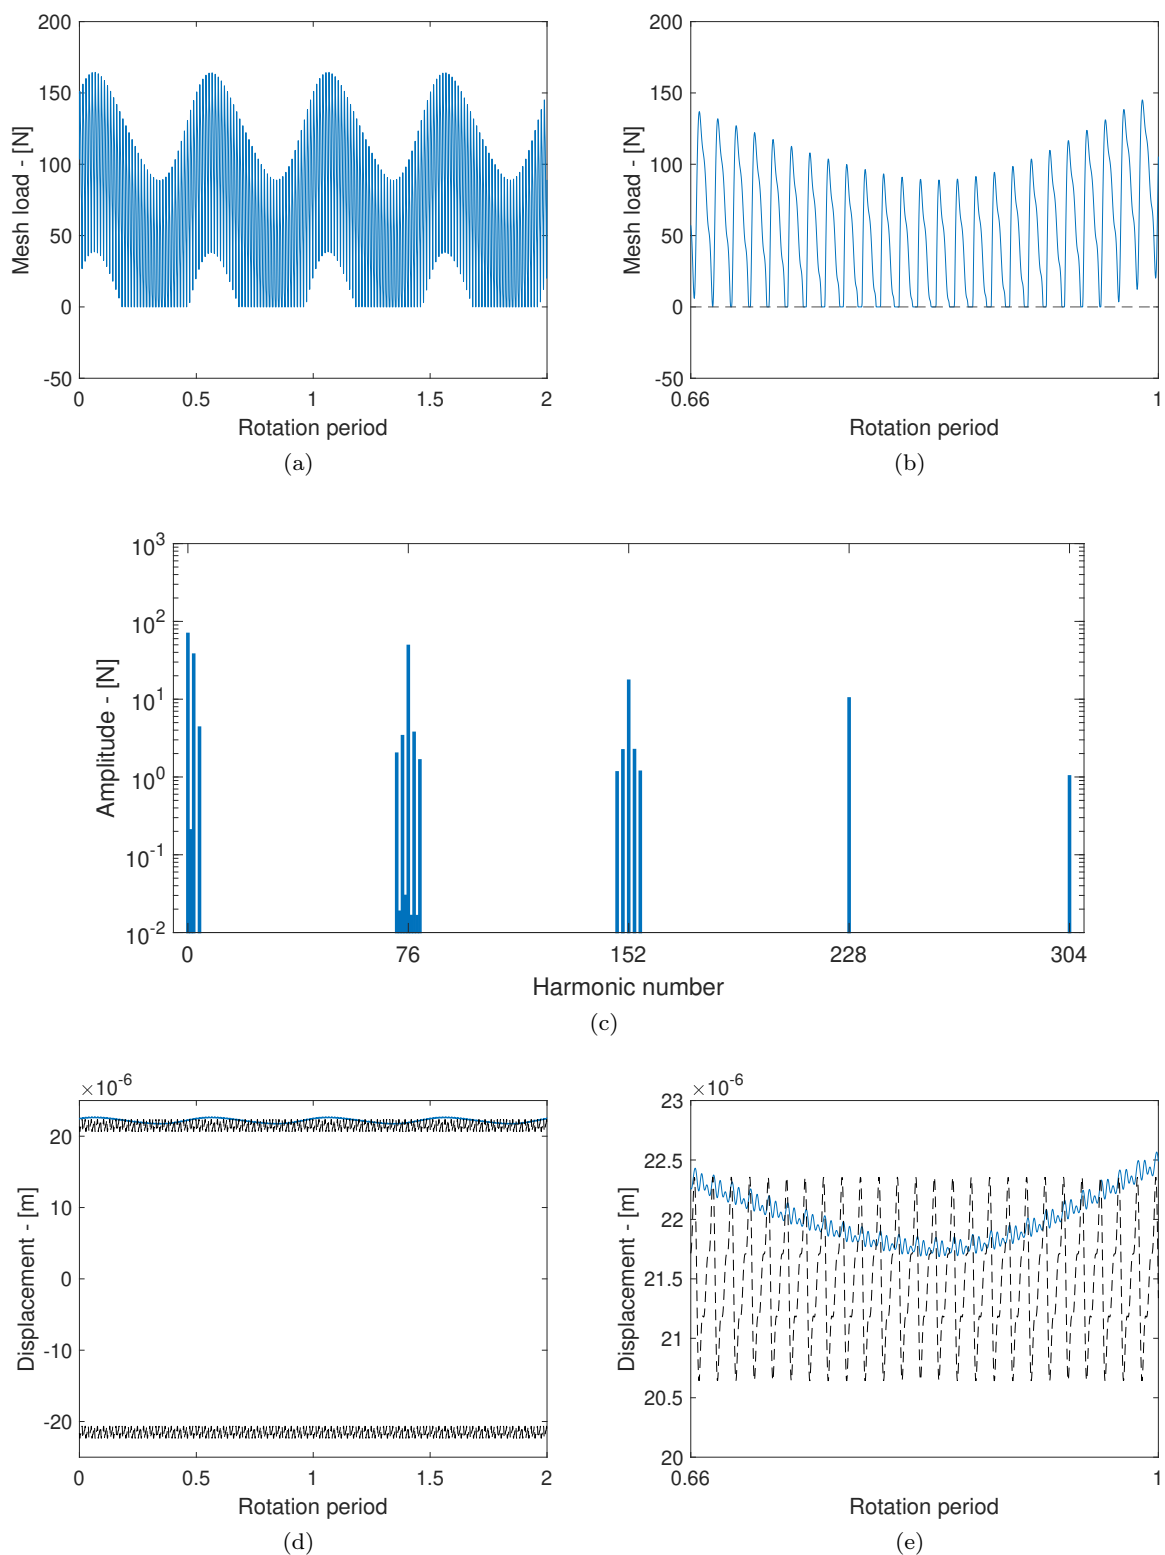 200
150
100
50
0
-50
Mesh load - [N]
0 0.5 1 1.5 2
Rotation period
(a)
200
150
100
50
0
-50
Mesh load - [N]
0.66 1
Rotation period
(b)
10^3
10^2
10^1
10^0
10^-1
10^-2
Amplitude - [N]
0 76 152 228 304
Harmonic number
(c)
×10^-6
20
10
0
-10
-20
Displacement - [m]
0 0.5 1 1.5 2
Rotation period
(d)
×10^-6
23
22.5
22
21.5
21
20.5
20
Displacement - [m]
0.66 1
Rotation period
(e)